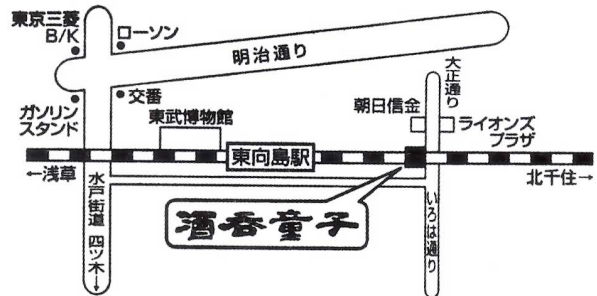 東京三菱
B/K
ローソン
明治通り
大正通り
ガソリン
スタンド
交番
東武博物館
朝日信金
ライオンズ
プラザ
東向島駅
←浅草
北千住→
水戸街道 四ツ木→
いろは通り
酒呑童子